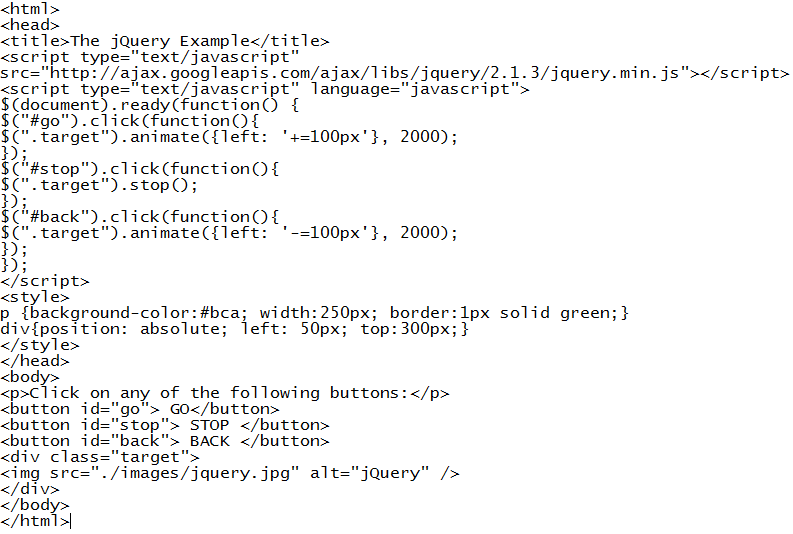 <html>
<head>
<title>The jQuery Example</title>
<script type="text/javascript"
src="http://ajax.googleapis.com/ajax/libs/jquery/2.1.3/jquery.min.js"></script>
<script type="text/javascript" language="javascript">
$(document).ready(function() {
$("#go").click(function(){
$(".target").animate({left: '+=100px'}, 2000);
});
$("#stop").click(function(){
$(".target").stop();
});
$("#back").click(function(){
$(".target").animate({left: '-=100px'}, 2000);
});
});
</script>
<style>
p {background-color:#bca; width:250px; border:1px solid green;}
div{position: absolute; left: 50px; top:300px;}
</style>
</head>
<body>
<p>Click on any of the following buttons:</p>
<button id="go"> GO</button>
<button id="stop"> STOP </button>
<button id="back"> BACK </button>
<div class="target">
<img src="./images/jquery.jpg" alt="jQuery" />
</div>
</body>
</html>